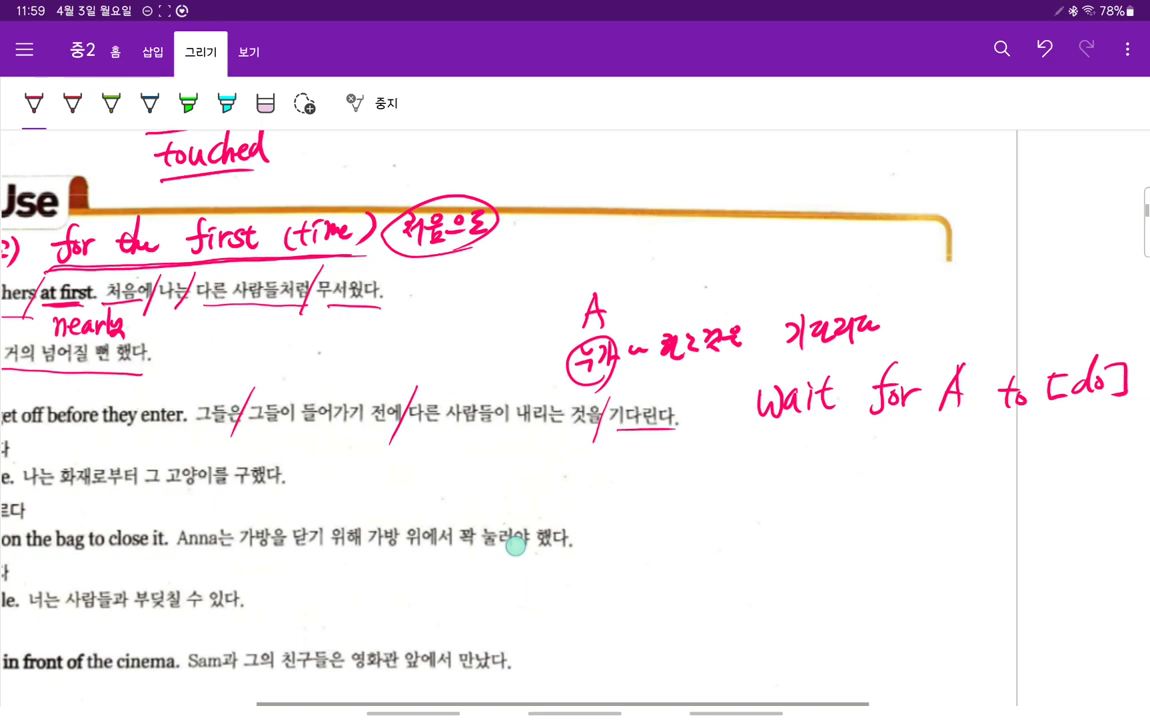 11:59 4월 3일 월요일 78%
중2 홈 삽입 그리기 보기
중지
touched
Use
for the first (time) 처음으로
hers at first. 처음에 나는 다른 사람들처럼 무서웠다.
nearly
거의 넘어질 뻔 했다.
A
누가 기다리다
wait for A to [do]
et off before they enter. 그들은 그들이 들어가기 전에 다른 사람들이 내리는 것을 기다린다.
다
e. 나는 화재로부터 그 고양이를 구했다.
르다
on the bag to close it. Anna는 가방을 닫기 위해 가방 위에서 꽉 눌러야 했다.
다
le. 너는 사람들과 부딪칠 수 있다.
in front of the cinema. Sam과 그의 친구들은 영화관 앞에서 만났다.